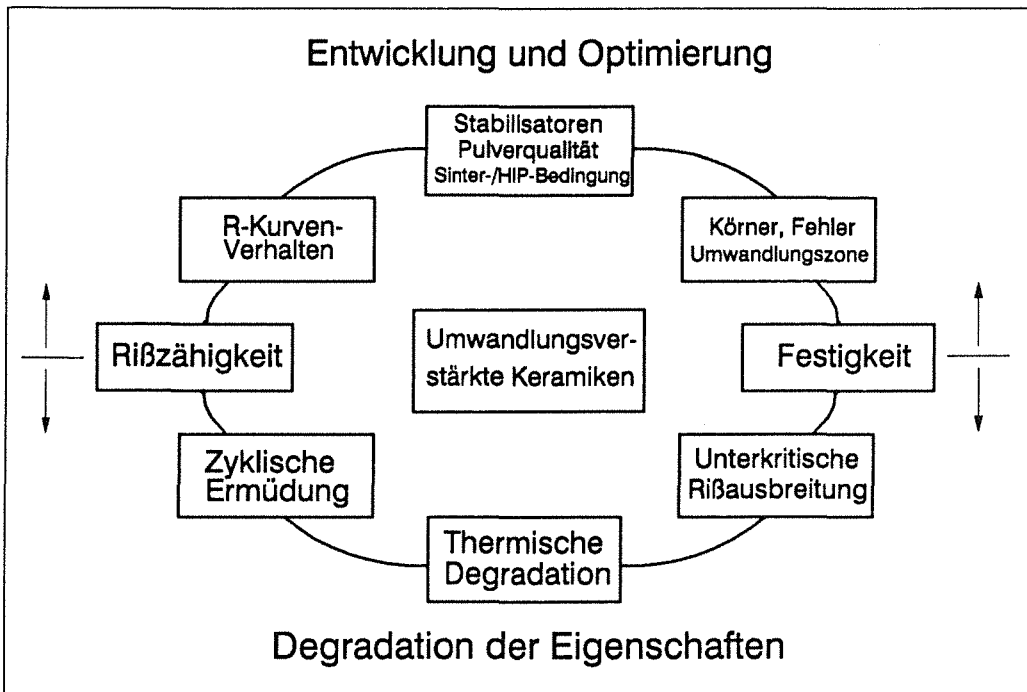 Entwicklung und Optimierung
Stabilisatoren
Pulverqualität
Sinter-/HIP-Bedingung
R-Kurven-
Verhalten
Körner, Fehler
Umwandlungszone
Rißzähigkeit
Umwandlungsver-
stärkte Keramiken
Festigkeit
Zyklische
Ermüdung
Unterkritische
Rißausbreitung
Thermische
Degradation
Degradation der Eigenschaften